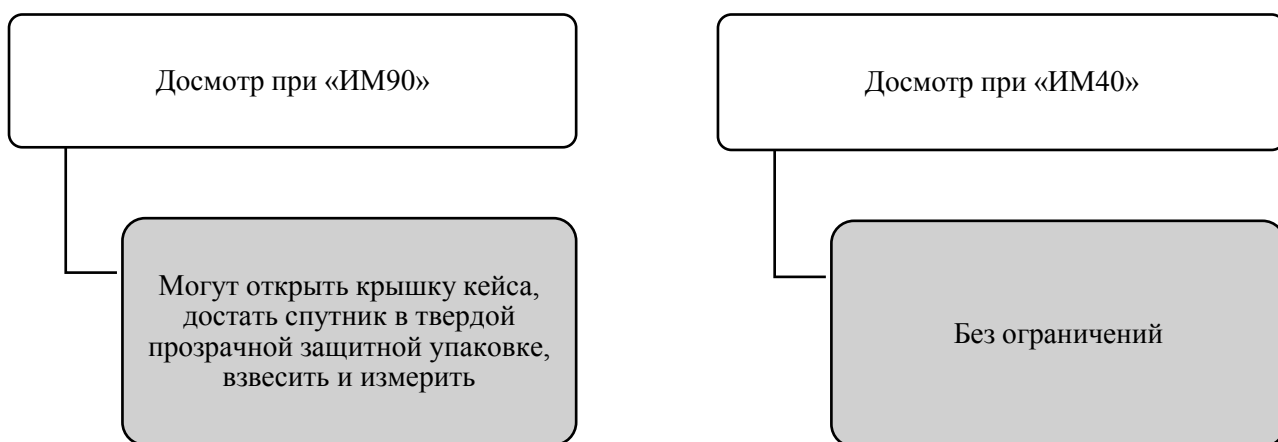 Досмотр при «ИМ90»
Могут открыть крышку кейса,
достать спутник в твердой
прозрачной защитной упаковке,
взвесить и измерить
Досмотр при «ИМ40»
Без ограничений